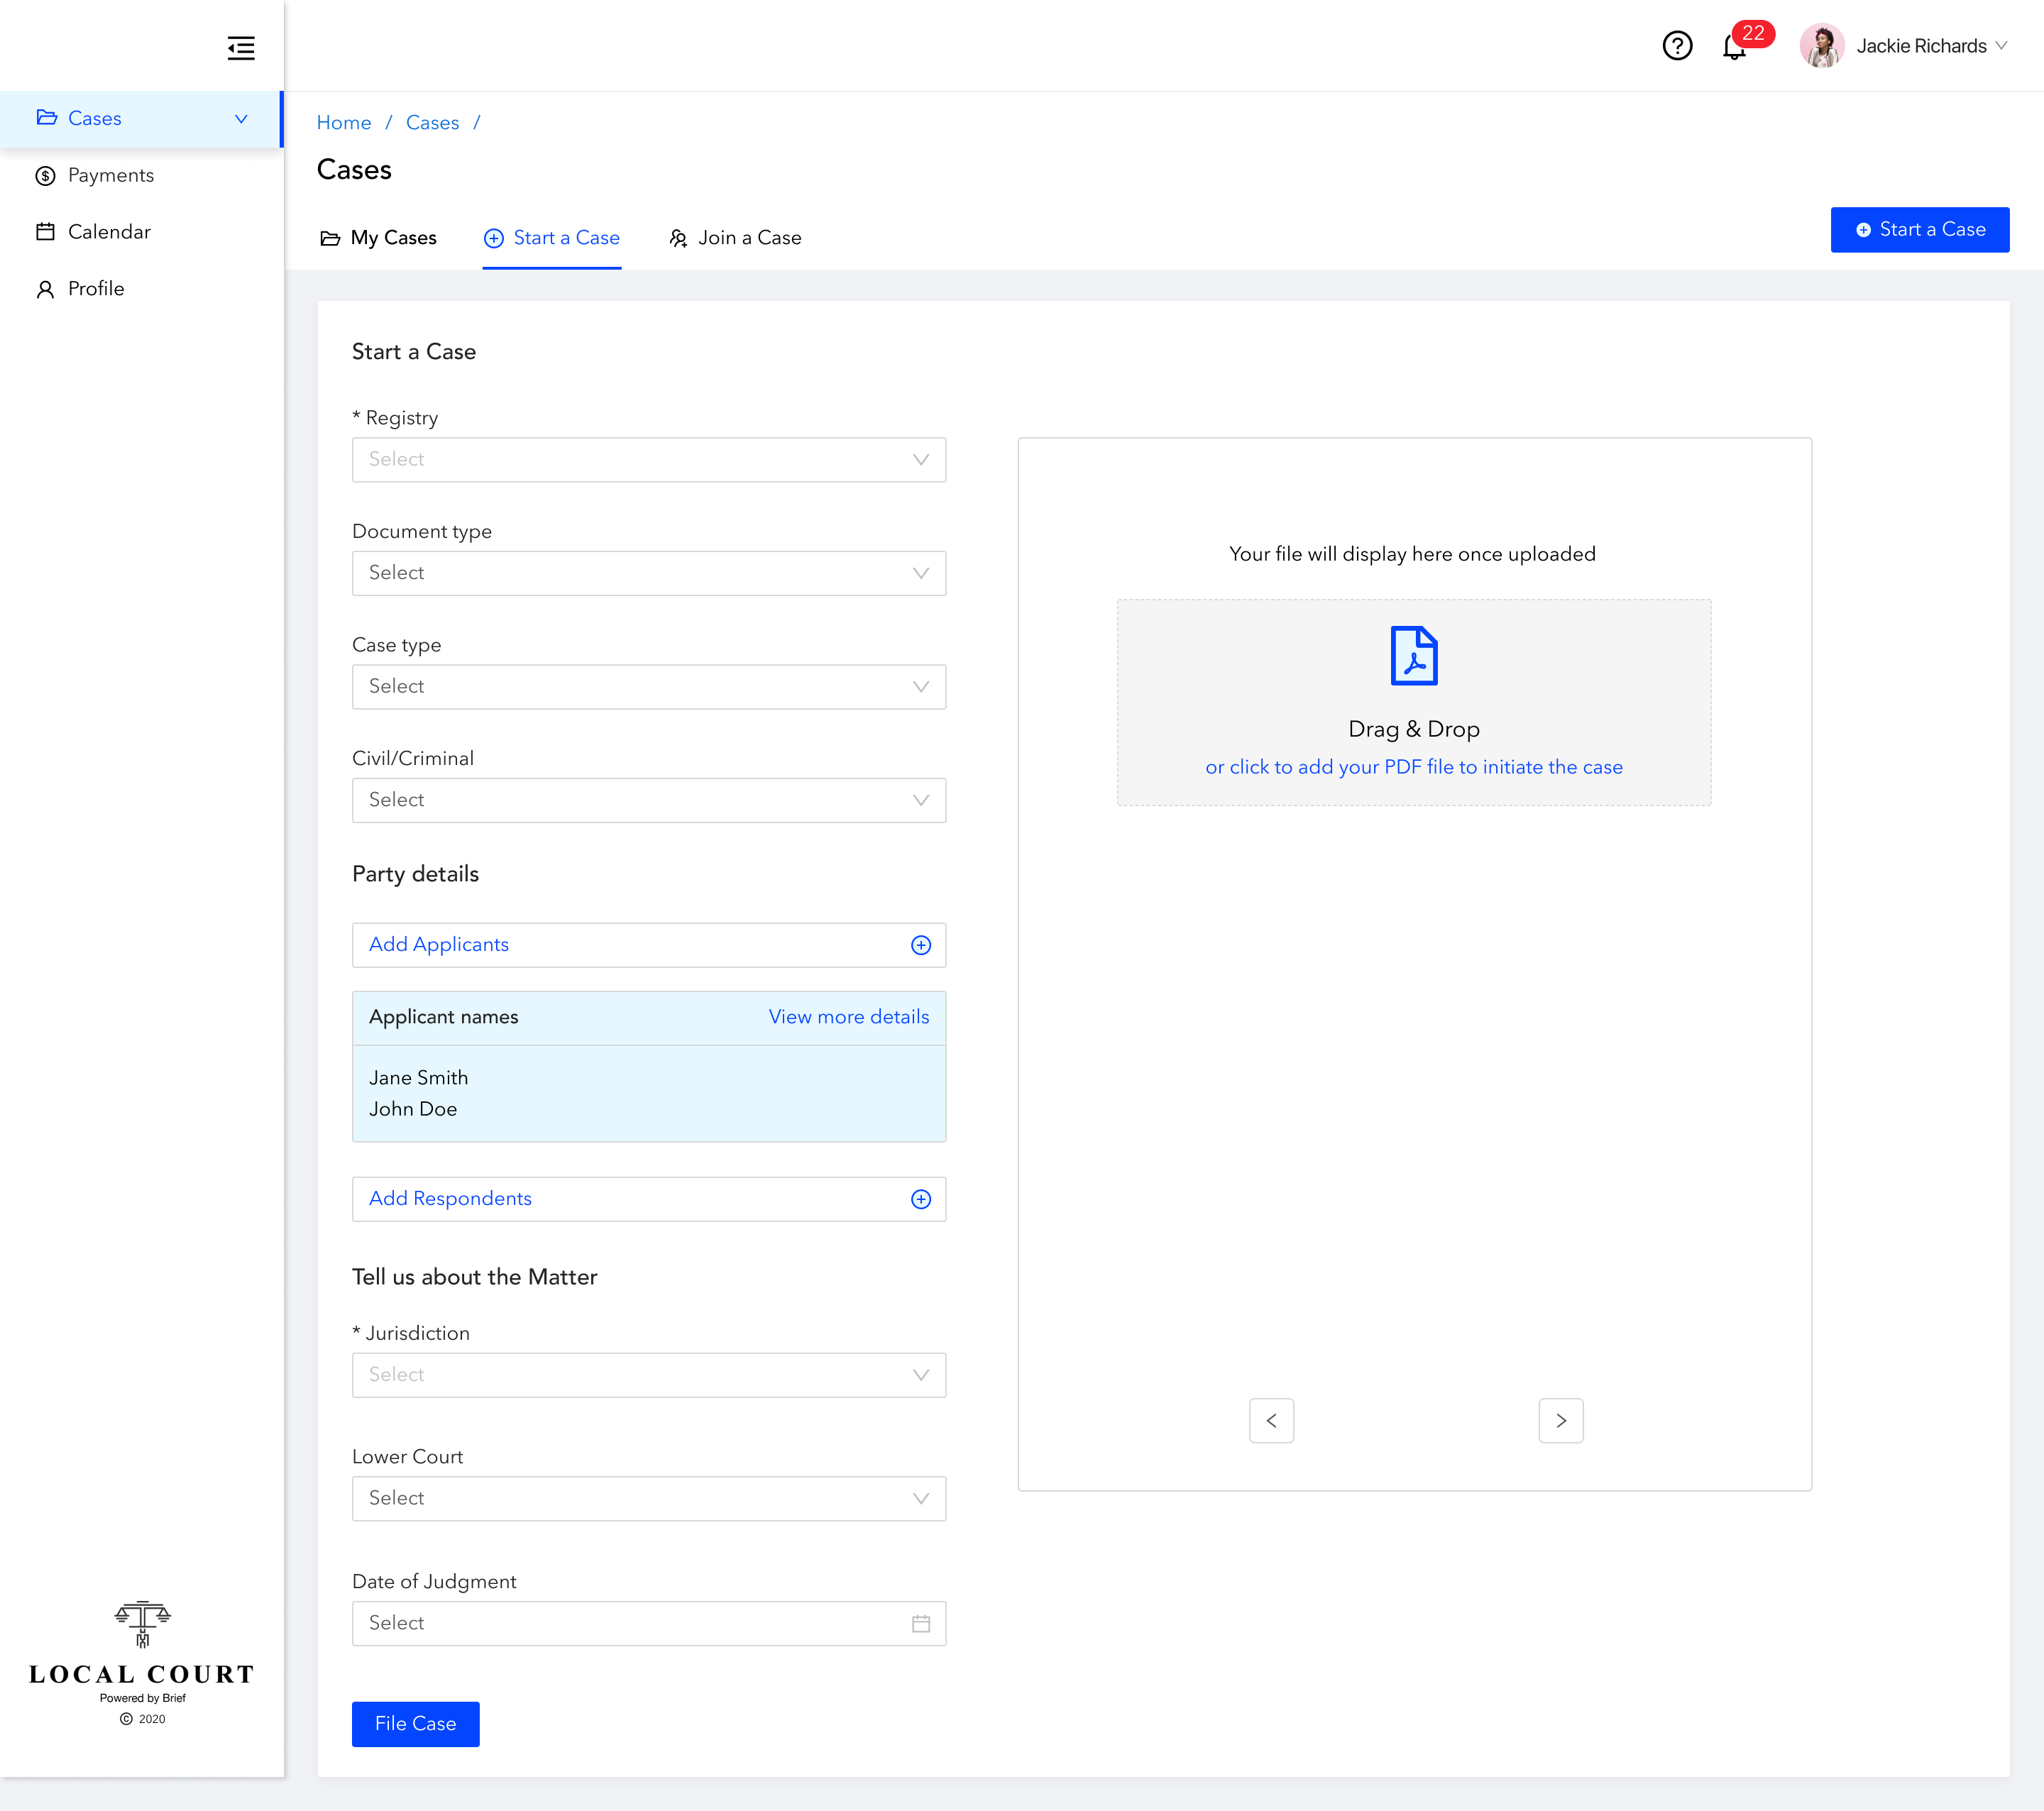 22
Jackie Richards
Cases
Payments
Calendar
Profile
Home / Cases /
Cases
My Cases
Start a Case
Join a Case
Start a Case
Start a Case
* Registry
Select
Document type
Select
Case type
Select
Civil/Criminal
Select
Party details
Add Applicants
Applicant names
View more details
Jane Smith
John Doe
Add Respondents
Tell us about the Matter
* Jurisdiction
Select
Lower Court
Select
Date of Judgment
Select
File Case
Your file will display here once uploaded
Drag & Drop
or click to add your PDF file to initiate the case
LOCAL COURT
Powered by Brief
© 2020